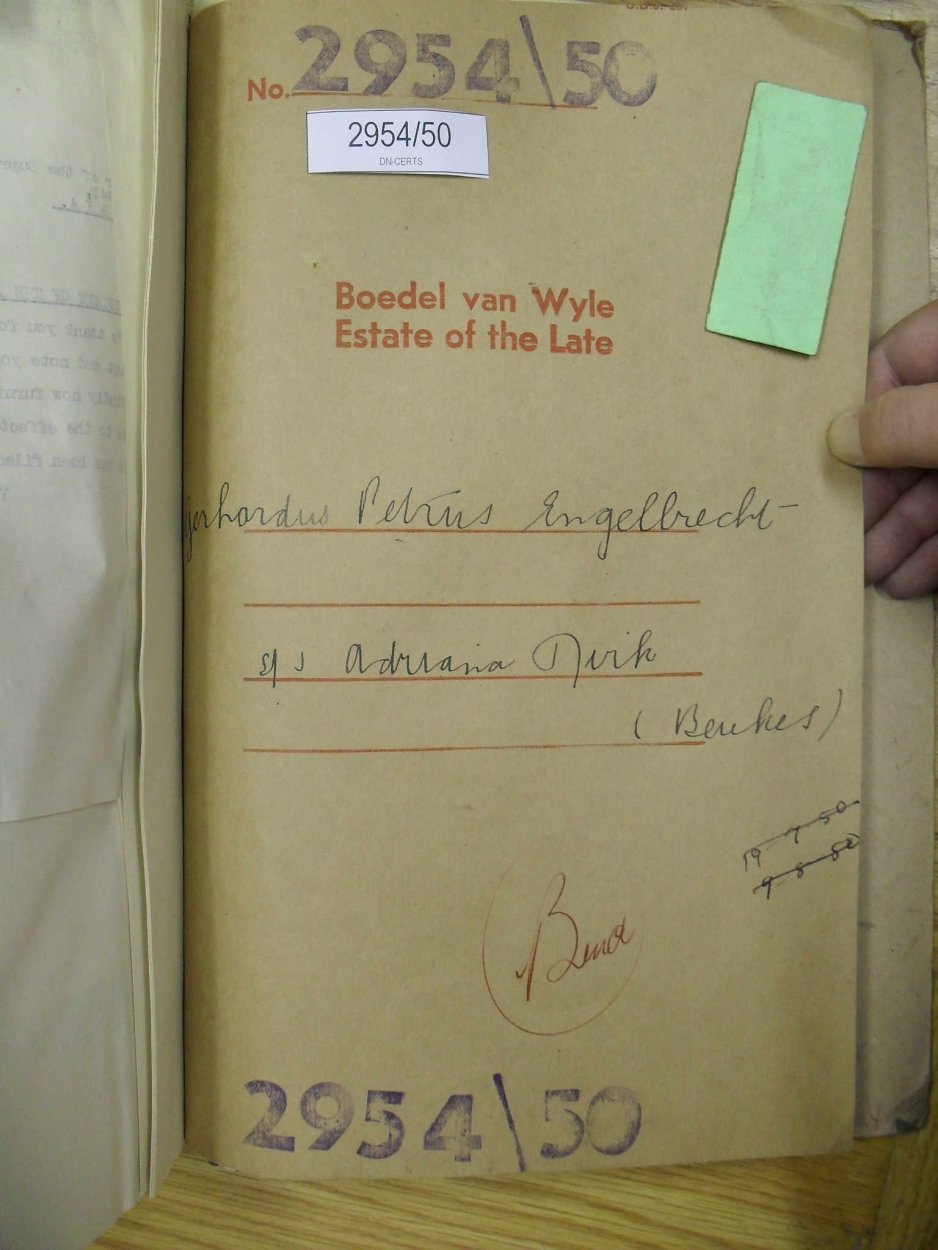 No. 2954\50
2954/50
DN-CERTS
Boedel van Wyle
Estate of the Late
Gerhardus Petrus Engelbrecht
s/s Adriana Dirk
(Beukes)
19 7 50
9 8 50
2954\50